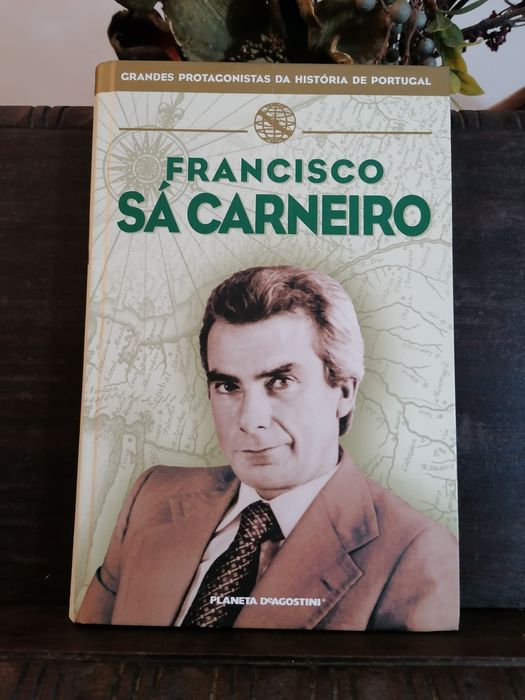 GRANDES PROTAGONISTAS DA HISTÓRIA DE PORTUGAL
FRANCISCO
SÁ CARNEIRO
PLANETA DeAGOSTINI